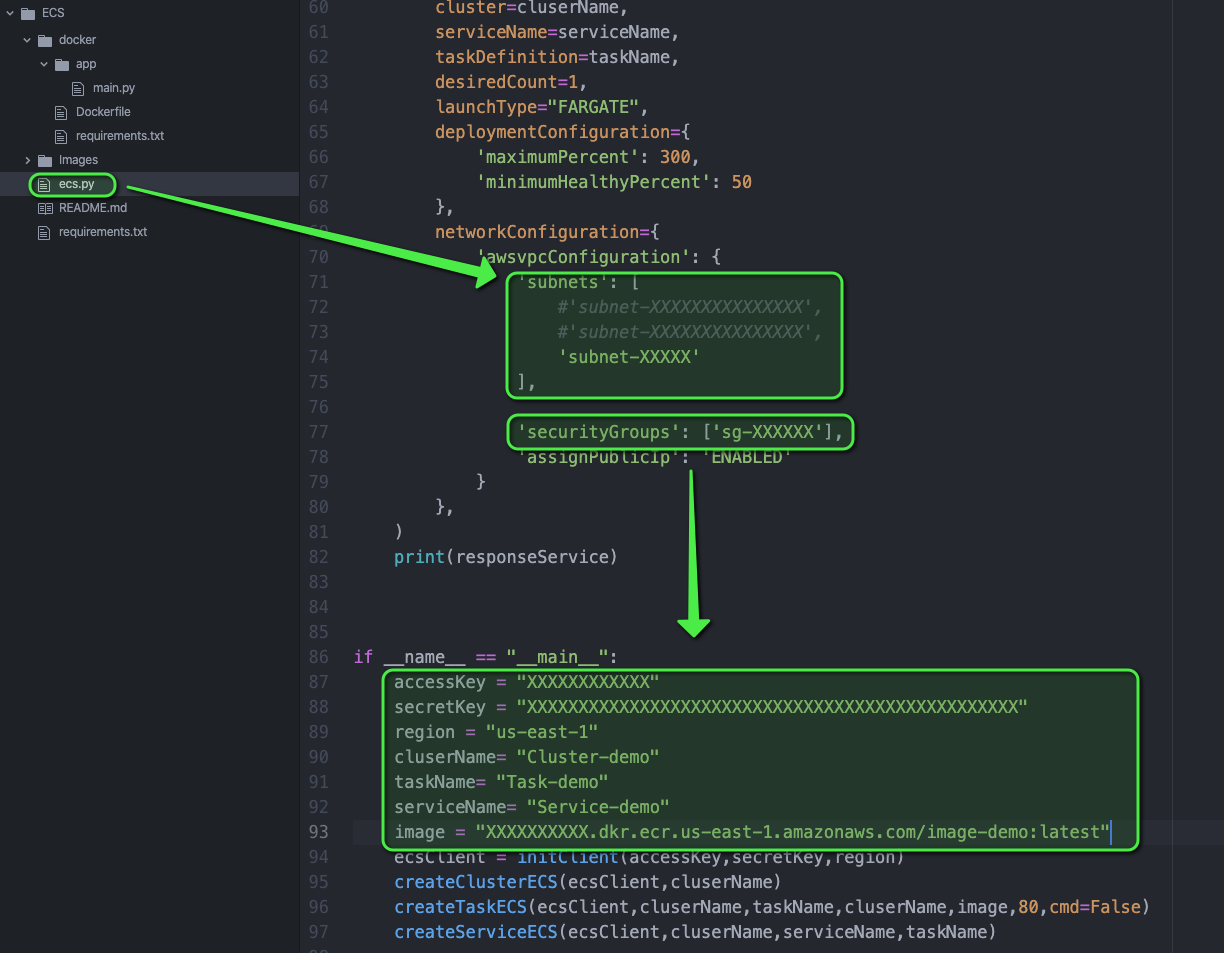 ECS
docker
app
main.py
Dockerfile
requirements.txt
Images
ecs.py
README.md
requirements.txt
60 cluster=cluserName,
61 serviceName=serviceName,
62 taskDefinition=taskName,
63 desiredCount=1,
64 launchType="FARGATE",
65 deploymentConfiguration={
66 'maximumPercent': 300,
67 'minimumHealthyPercent': 50
68 },
69 networkConfiguration={
70 'awsvpcConfiguration': {
71 'subnets': [
72 #'subnet-XXXXXXXXXXXXXXX',
73 #'subnet-XXXXXXXXXXXXXXX',
74 'subnet-XXXXX'
75 ],
76
77 'securityGroups': ['sg-XXXXXX'],
78 'assignPublicIp': 'ENABLED'
79 }
80 },
81 )
82 print(responseService)
83
84
85
86 if __name__ == "__main__":
87 accessKey = "XXXXXXXXXXXX"
88 secretKey = "XXXXXXXXXXXXXXXXXXXXXXXXXXXXXXXXXXXXXXXXXXXXXXXX"
89 region = "us-east-1"
90 cluserName= "Cluster-demo"
91 taskName= "Task-demo"
92 serviceName= "Service-demo"
93 image = "XXXXXXXXXX.dkr.ecr.us-east-1.amazonaws.com/image-demo:latest"
94 ecsClient = initClient(accessKey,secretKey,region)
95 createClusterECS(ecsClient,cluserName)
96 createTaskECS(ecsClient,cluserName,taskName,cluserName,image,80,cmd=False)
97 createServiceECS(ecsClient,cluserName,serviceName,taskName)